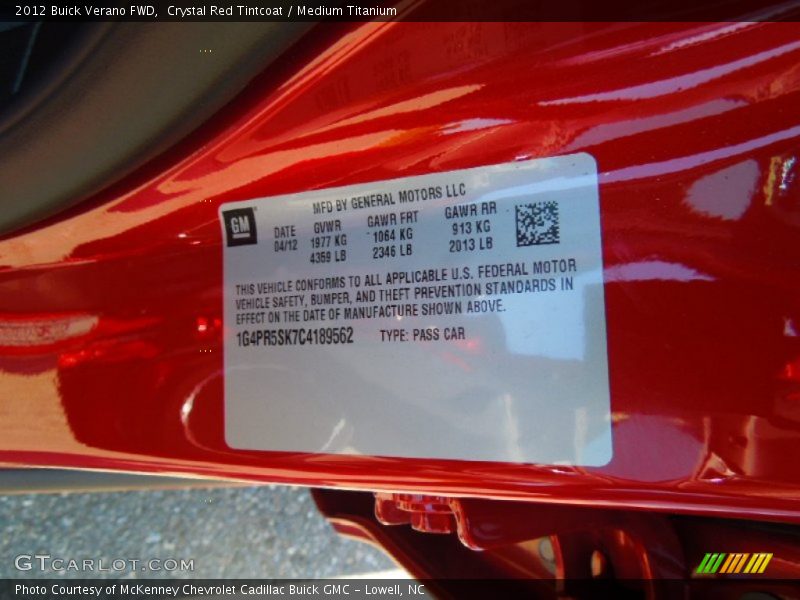 2012 Buick Verano FWD,  Crystal Red Tintcoat / Medium Titanium
MFD BY GENERAL MOTORS LLC
GM DATE GVWR GAWR FRT GAWR RR
04/12 1977 KG 1064 KG 913 KG
4359 LB 2346 LB 2013 LB
THIS VEHICLE CONFORMS TO ALL APPLICABLE U.S. FEDERAL MOTOR
VEHICLE SAFETY, BUMPER, AND THEFT PREVENTION STANDARDS IN
EFFECT ON THE DATE OF MANUFACTURE SHOWN ABOVE.
1G4PR5SK7C4189562 TYPE: PASS CAR
GTCARLOT.COM
Photo Courtesy of McKenney Chevrolet Cadillac Buick GMC - Lowell, NC